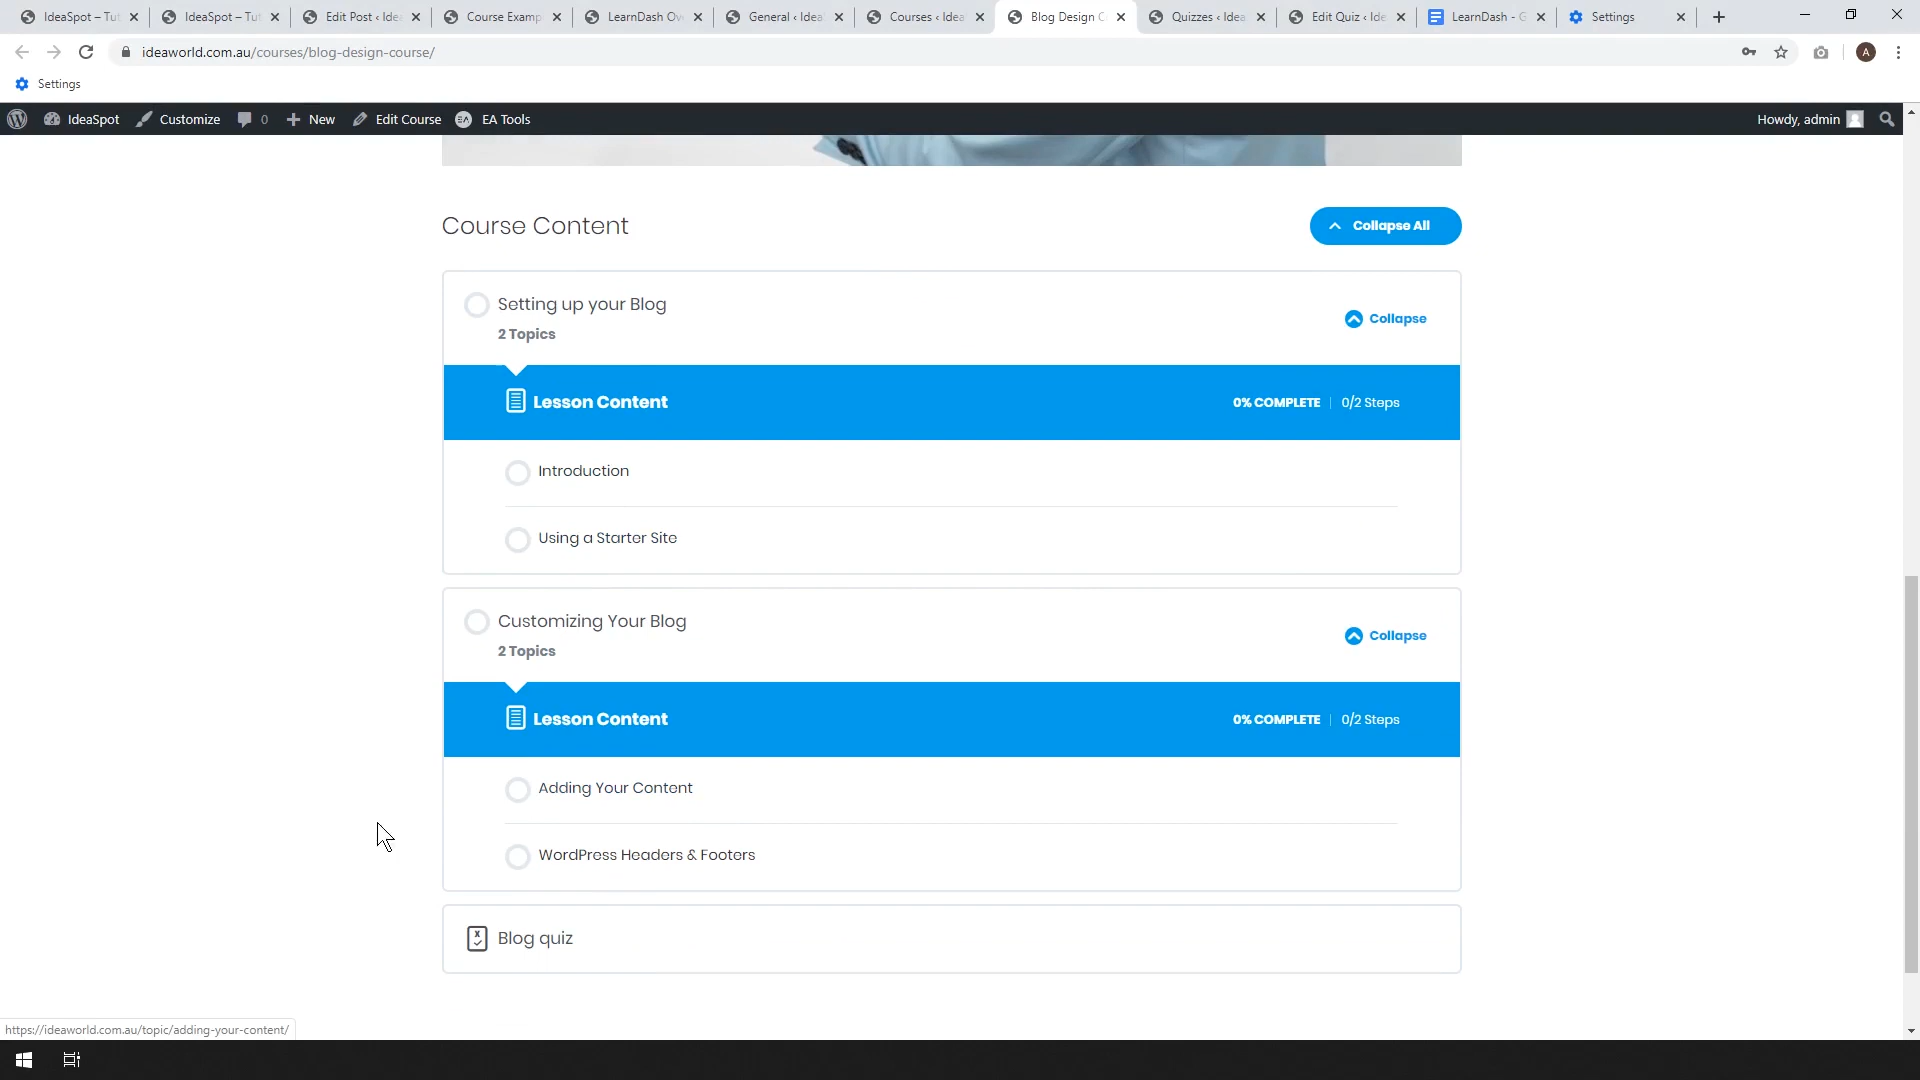 IdeaSpot – Tut
IdeaSpot – Tut
Edit Post ‹ Idea
Course Examp
LearnDash Ov
General ‹ Idea
Courses ‹ Idea
Blog Design C
Quizzes ‹ Idea
Edit Quiz ‹ Ide
LearnDash - G
Settings
ideaworld.com.au/courses/blog-design-course/
A
Settings
IdeaSpot
Customize
0
New
Edit Course
EA
EA Tools
Howdy, admin
Course Content
Collapse All
Setting up your Blog
2 Topics
Collapse
Lesson Content
0% COMPLETE | 0/2 Steps
Introduction
Using a Starter Site
Customizing Your Blog
2 Topics
Collapse
Lesson Content
0% COMPLETE | 0/2 Steps
Adding Your Content
WordPress Headers & Footers
Blog quiz
https://ideaworld.com.au/topic/adding-your-content/